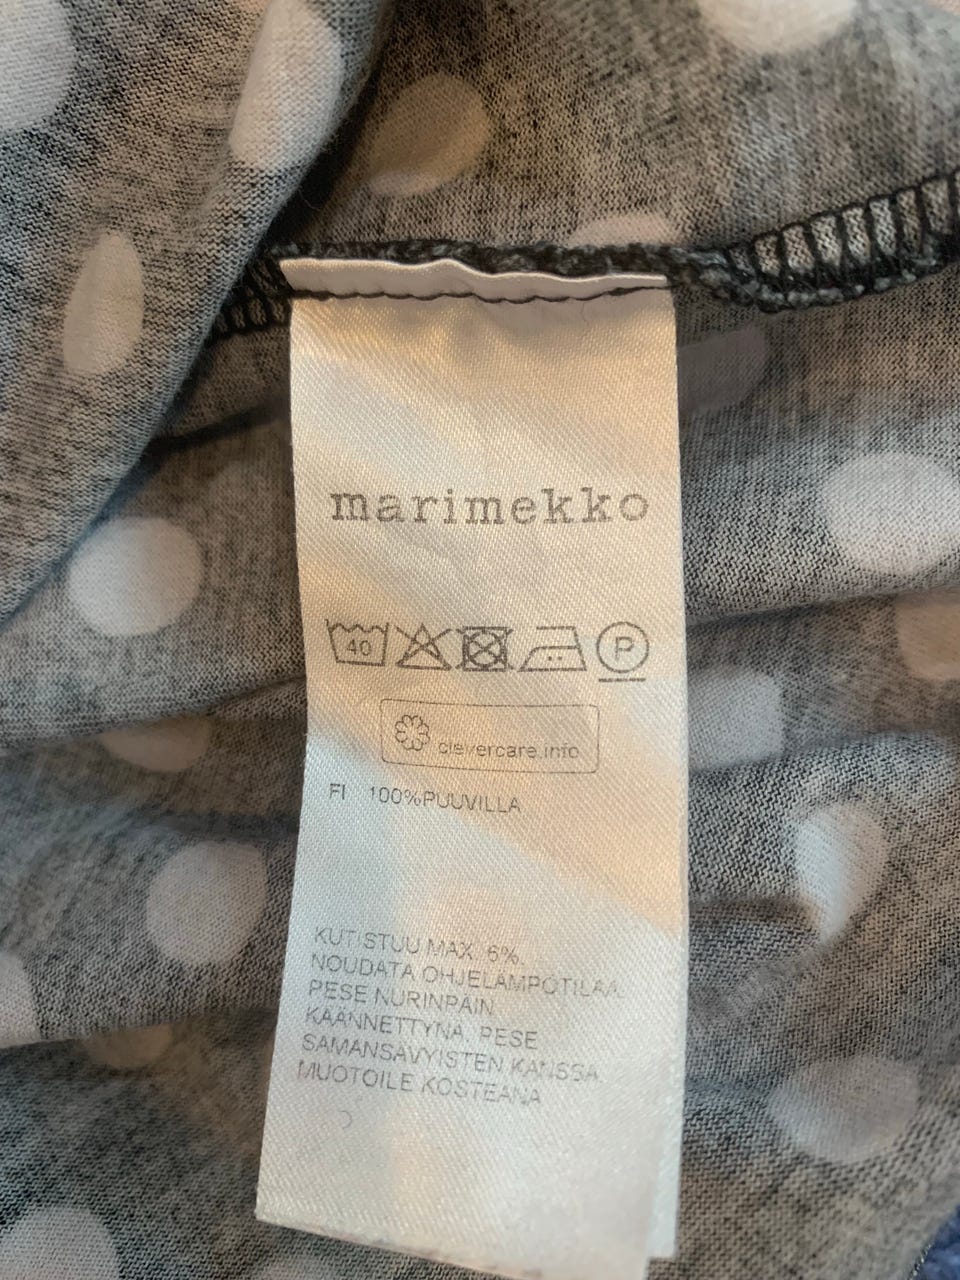 marimekko
40
P
clevercare.info
FI 100%PUUVILLA
KUTISTUU MAX. 6%.
NOUDATA OHJELÄMPÖTILAA.
PESE NURINPÄIN
KÄÄNNETTYNÄ. PESE
SAMANSÄVYISTEN KANSSA.
MUOTOILE KOSTEANA